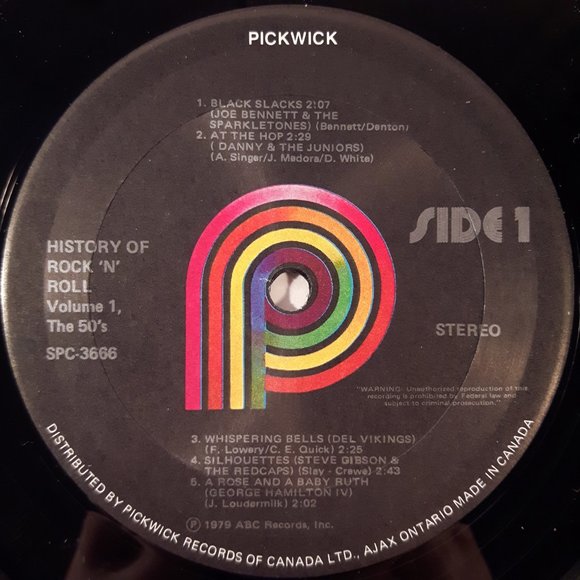 PICKWICK
1. BLACK SLACKS 2:07
(JOE BENNETT & THE
SPARKLETONES) (Bennett/Denton)
2. AT THE HOP 2:29
( DANNY & THE JUNIORS)
(A. Singer/J. Madora/D. White)
SIDE 1
HISTORY OF
ROCK 'N'
ROLL
Volume 1,
The 50's
SPC-3666
STEREO
"WARNING: Unauthorized reproduction of this
recording is prohibited by Federal law and
subject to criminal prosecution."
3. WHISPERING BELLS (DEL VIKINGS)
(F. Lowery/C. E. Quick) 2:25
4. SILHOUETTES (STEVE GIBSON &
THE REDCAPS) (Slay - Crewe) 2:43
5. A ROSE AND A BABY RUTH
(GEORGE HAMILTON IV)
(J. Loudermilk) 2:02
Ⓟ 1979 ABC Records, Inc.
DISTRIBUTED BY PICKWICK RECORDS OF CANADA LTD., AJAX ONTARIO MADE IN CANADA